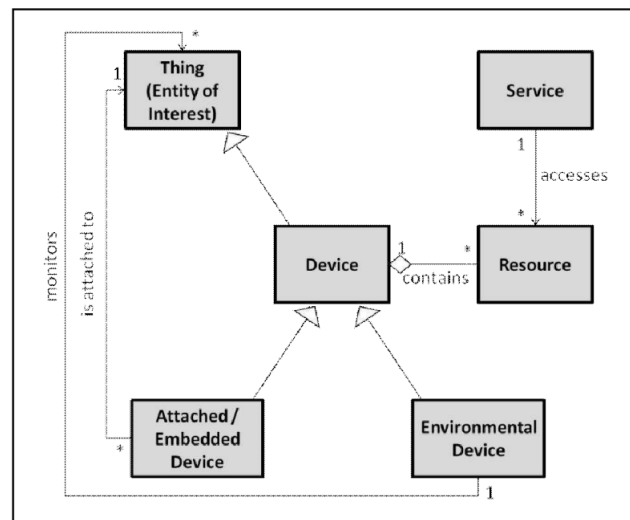 *
1
Thing
(Entity of
Interest)
Service
1
accesses
*
monitors
is attached to
Device
1
*
contains
Resource
Attached /
Embedded
Device
*
Environmental
Device
1